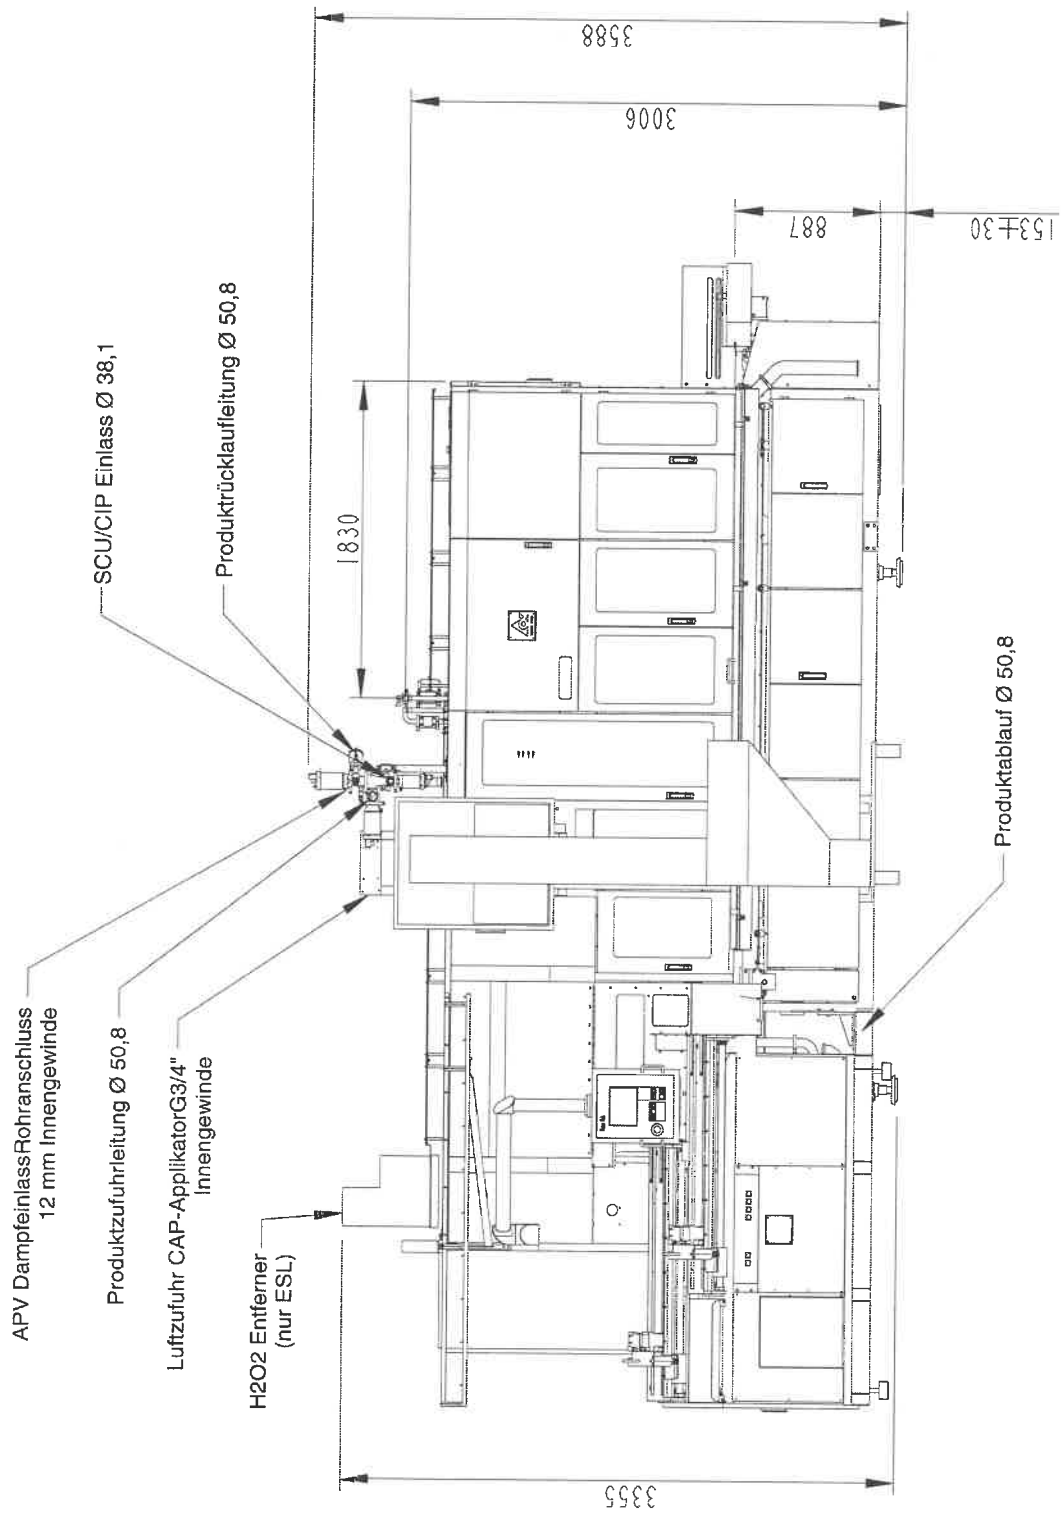 APV DampfeinlassRohranschluss
12 mm Innengewinde
Produktzufuhrleitung Ø 50,8
Luftzufuhr CAP-ApplikatorG3/4"
Innengewinde
H2O2 Entferner
(nur ESL)
SCU/CIP Einlass Ø 38,1
Produktrücklaufleitung Ø 50,8
1830
3588
3006
887
153±30
3355
Produktablauf Ø 50,8